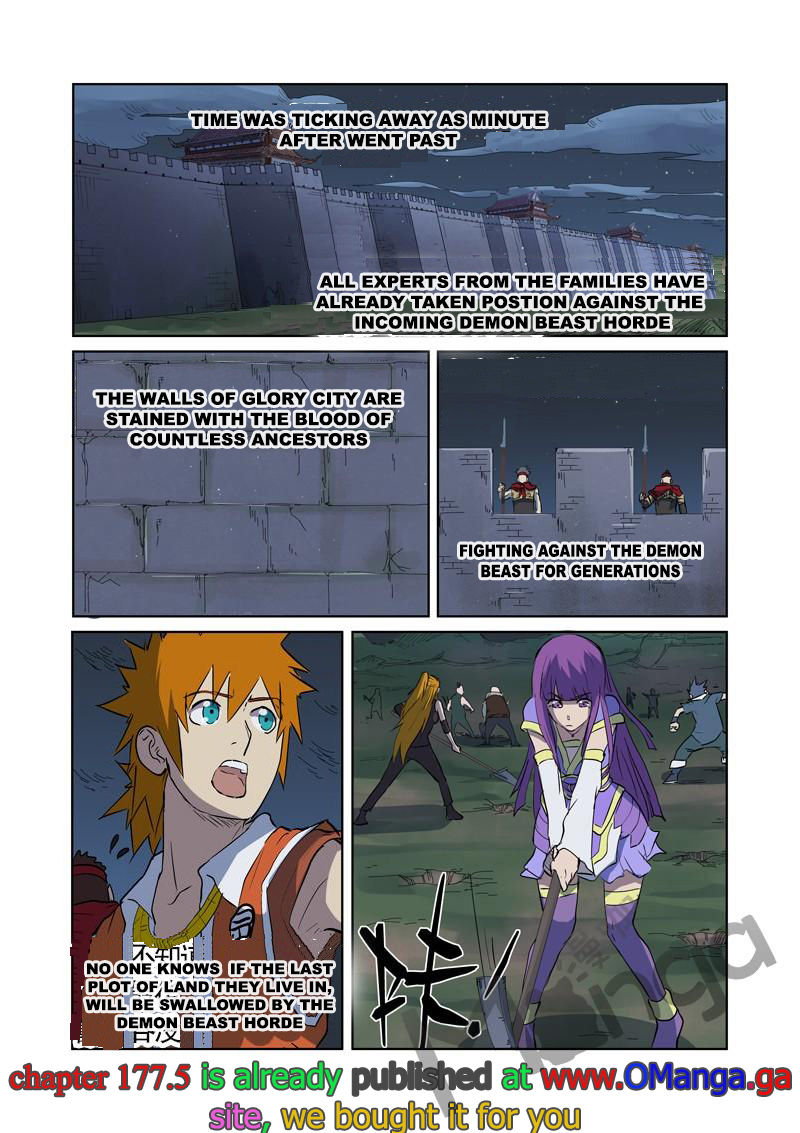 TIME WAS TICKING AWAY AS MINUTE
AFTER WENT PAST
ALL EXPERTS FROM THE FAMILIES HAVE
ALREADY TAKEN POSTION AGAINST THE
INCOMING DEMON BEAST HORDE
THE WALLS OF GLORY CITY ARE
STAINED WITH THE BLOOD OF
COUNTLESS ANCESTORS
FIGHTING AGAINST THE DEMON
BEAST FOR GENERATIONS
不知道
NO ONE KNOWS IF THE LAST
PLOT OF LAND THEY LIVE IN,
WILL BE SWALLOWED BY THE
DEMON BEAST HORDE
Manga
chapter 177.5 is already published at www.OManga.ga
site, we bought it for you